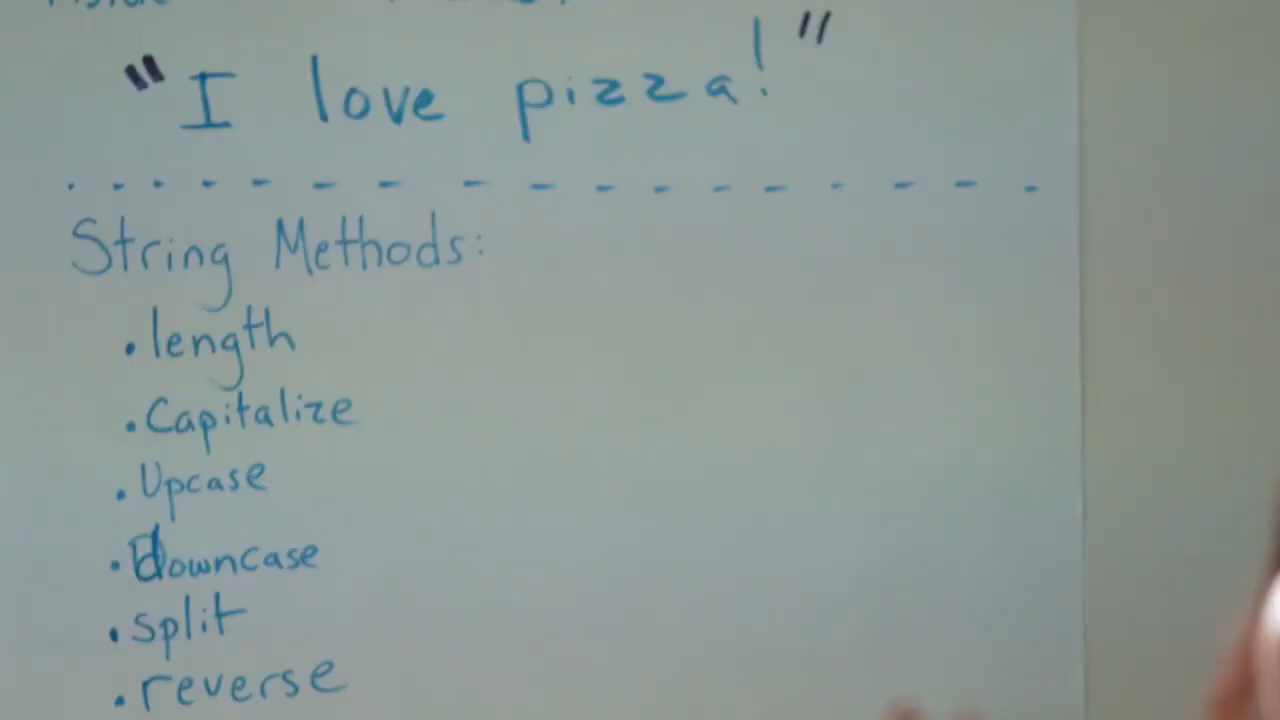 "I love pizza!"
String Methods:
• length
• Capitalize
• Upcase
• downcase
• split
• reverse